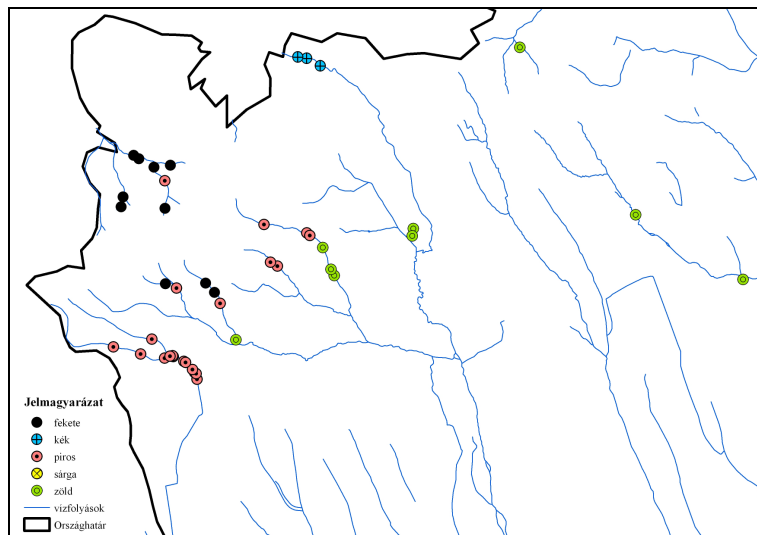 Jelmagyarázat
fekete
kék
piros
sárga
zöld
vízfolyások
Országhatár